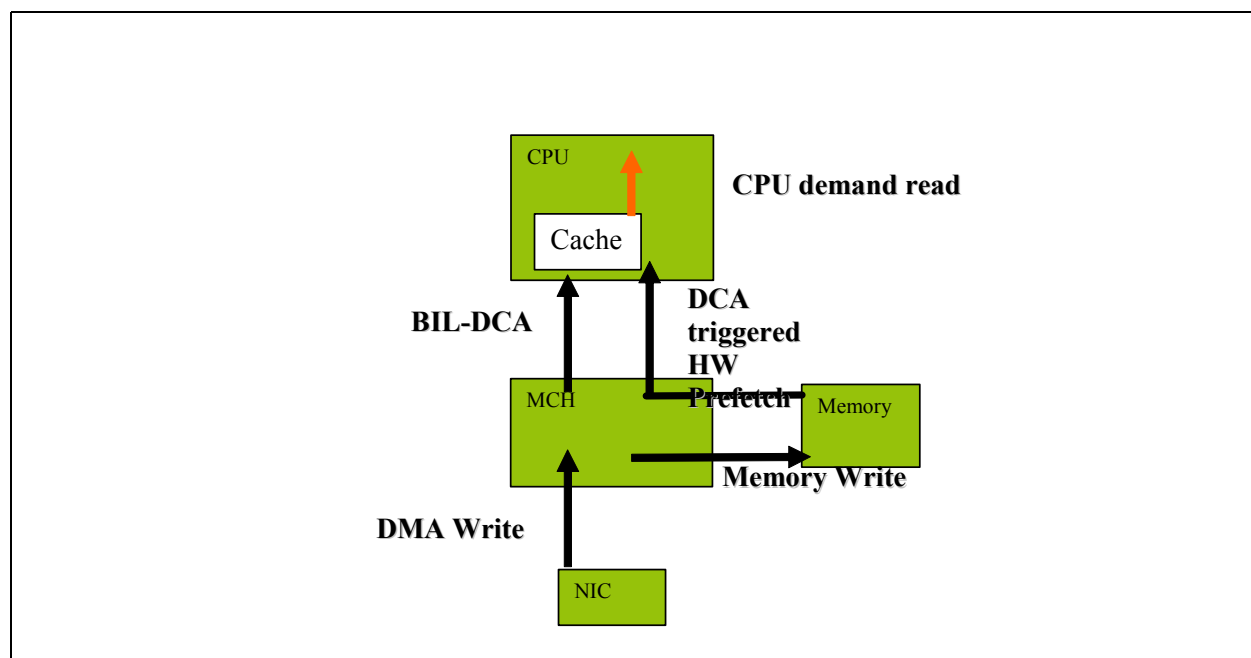 CPU
CPU demand read
Cache
BIL-DCA
DCA
triggered
HW
Prefetch
MCH
Memory
Memory Write
DMA Write
NIC